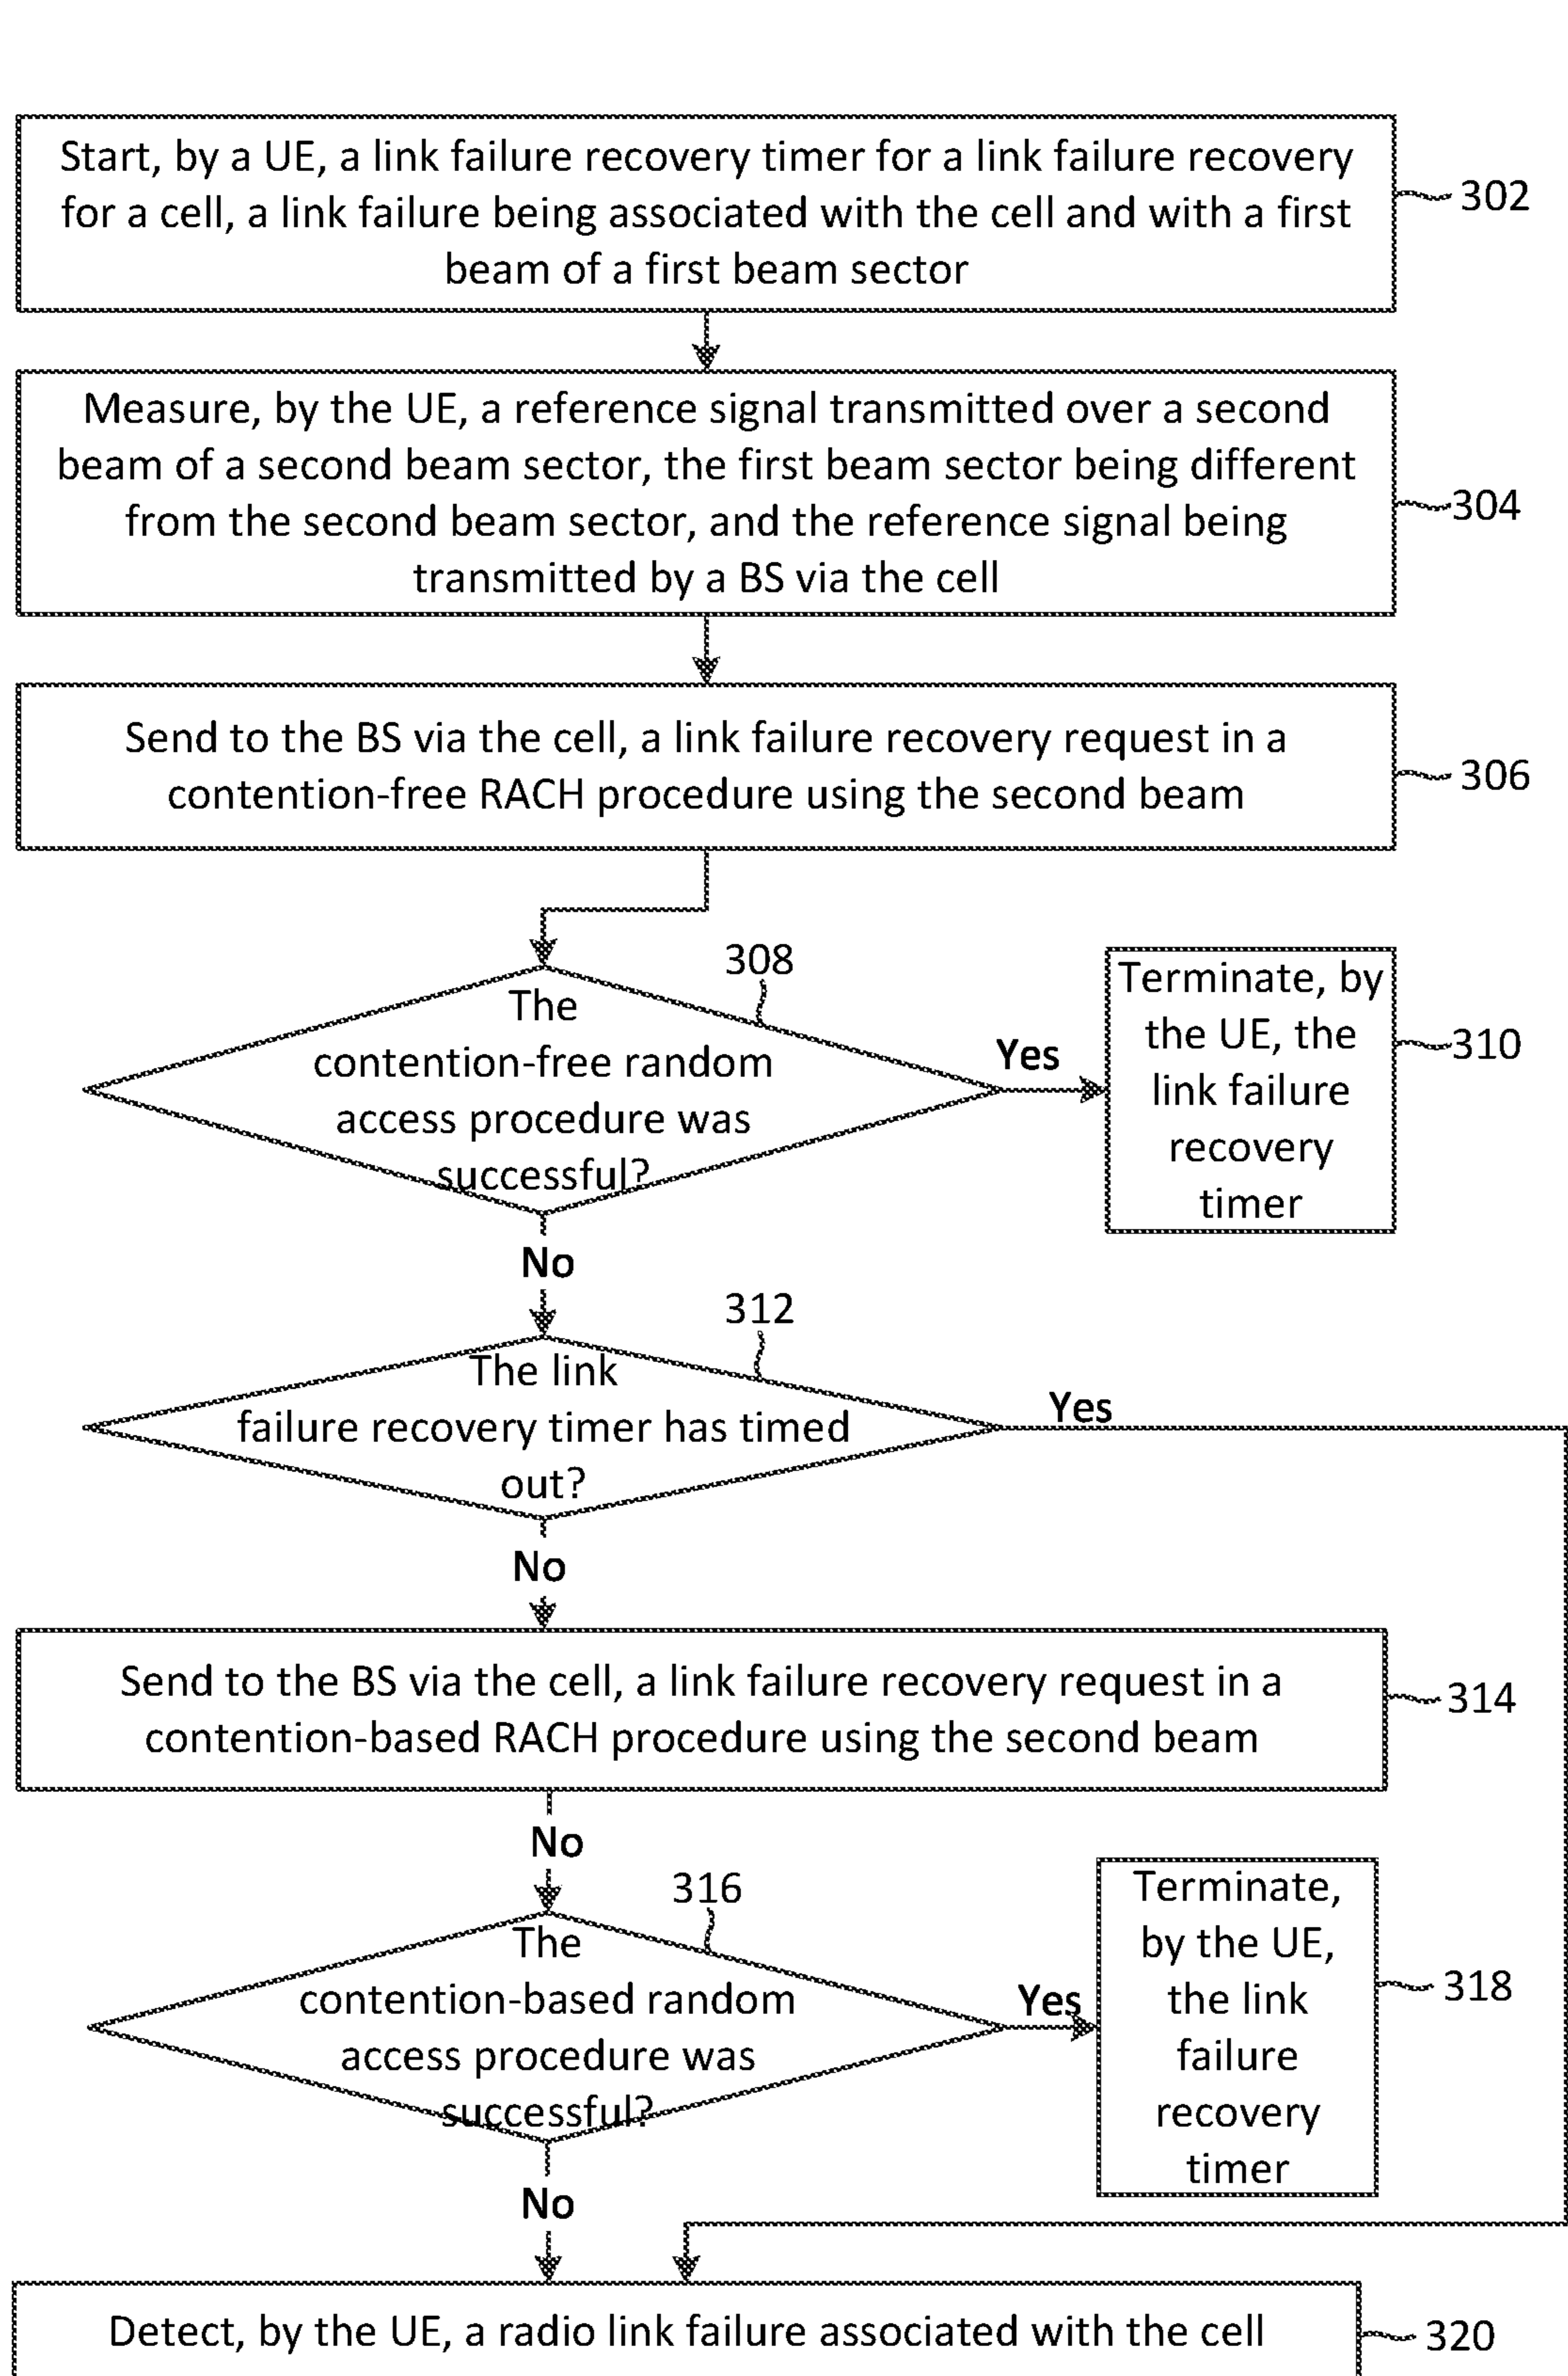 Start, by a UE, a link failure recovery timer for a link failure recovery
for a cell, a link failure being associated with the cell and with a first
beam of a first beam sector
302
Measure, by the UE, a reference signal transmitted over a second
beam of a second beam sector, the first beam sector being different
from the second beam sector, and the reference signal being
transmitted by a BS via the cell
304
Send to the BS via the cell, a link failure recovery request in a
contention-free RACH procedure using the second beam
306
308
The
contention-free random
access procedure was
successful?
Yes
Terminate, by
the UE, the
link failure
recovery
timer
310
No
312
The link
failure recovery timer has timed
out?
Yes
No
Send to the BS via the cell, a link failure recovery request in a
contention-based RACH procedure using the second beam
314
No
316
The
contention-based random
access procedure was
successful?
Yes
Terminate,
by the UE,
the link
failure
recovery
timer
318
No
Detect, by the UE, a radio link failure associated with the cell
320